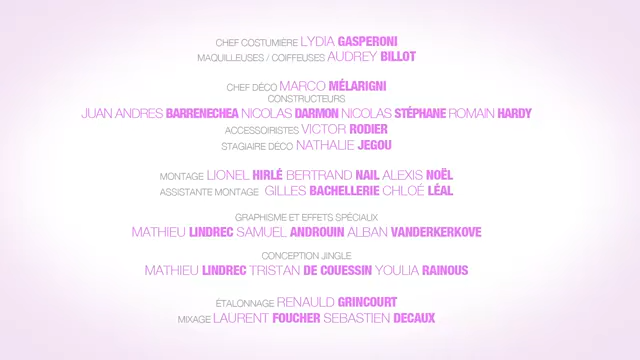 CHEF COSTUMIÈRE LYDIA GASPERONI
MAQUILLEUSES / COIFFEUSES AUDREY BILLOT
CHEF DÉCO MARCO MÉLARIGNI
CONSTRUCTEURS
JUAN ANDRES BARRENECHEA NICOLAS DARMON NICOLAS STÉPHANE ROMAIN HARDY
ACCESSOIRISTES VICTOR RODIER
STAGIAIRE DÉCO NATHALIE JEGOU
MONTAGE LIONEL HIRLÉ BERTRAND NAIL ALEXIS NOËL
ASSISTANTE MONTAGE GILLES BACHELLERIE CHLOÉ LÉAL
GRAPHISME ET EFFETS SPÉCIAUX
MATHIEU LINDREC SAMUEL ANDROUIN ALBAN VANDERKERKOVE
CONCEPTION JINGLE
MATHIEU LINDREC TRISTAN DE COUESSIN YOULIA RAINOUS
ÉTALONNAGE RENAULD GRINCOURT
MIXAGE LAURENT FOUCHER SEBASTIEN DECAUX